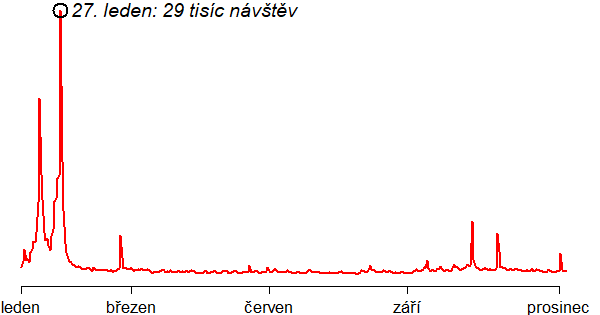 27. leden: 29 tisíc návštěv
leden březen červen září prosinec